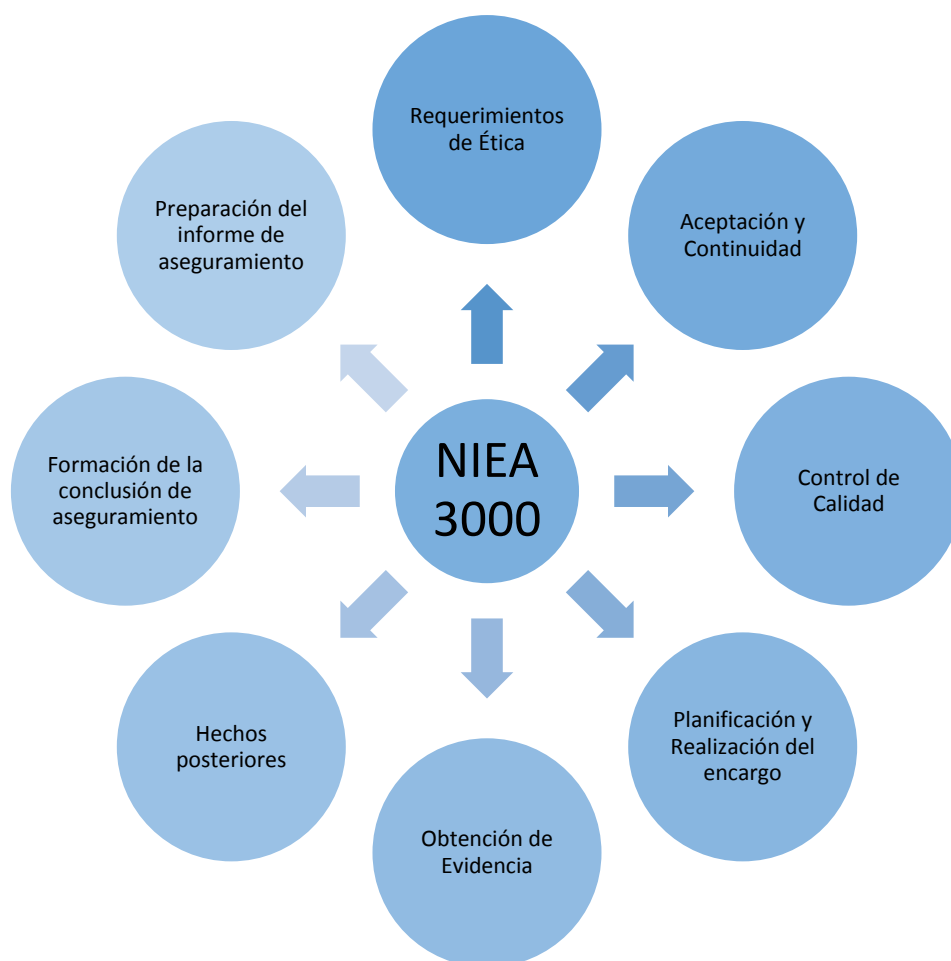 Requerimientos
de Ética
Aceptación y
Continuidad
Control de
Calidad
Planificación y
Realización del
encargo
Obtención de
Evidencia
Hechos
posteriores
Formación de la
conclusión de
aseguramiento
Preparación del
informe de
aseguramiento
NIEA
3000